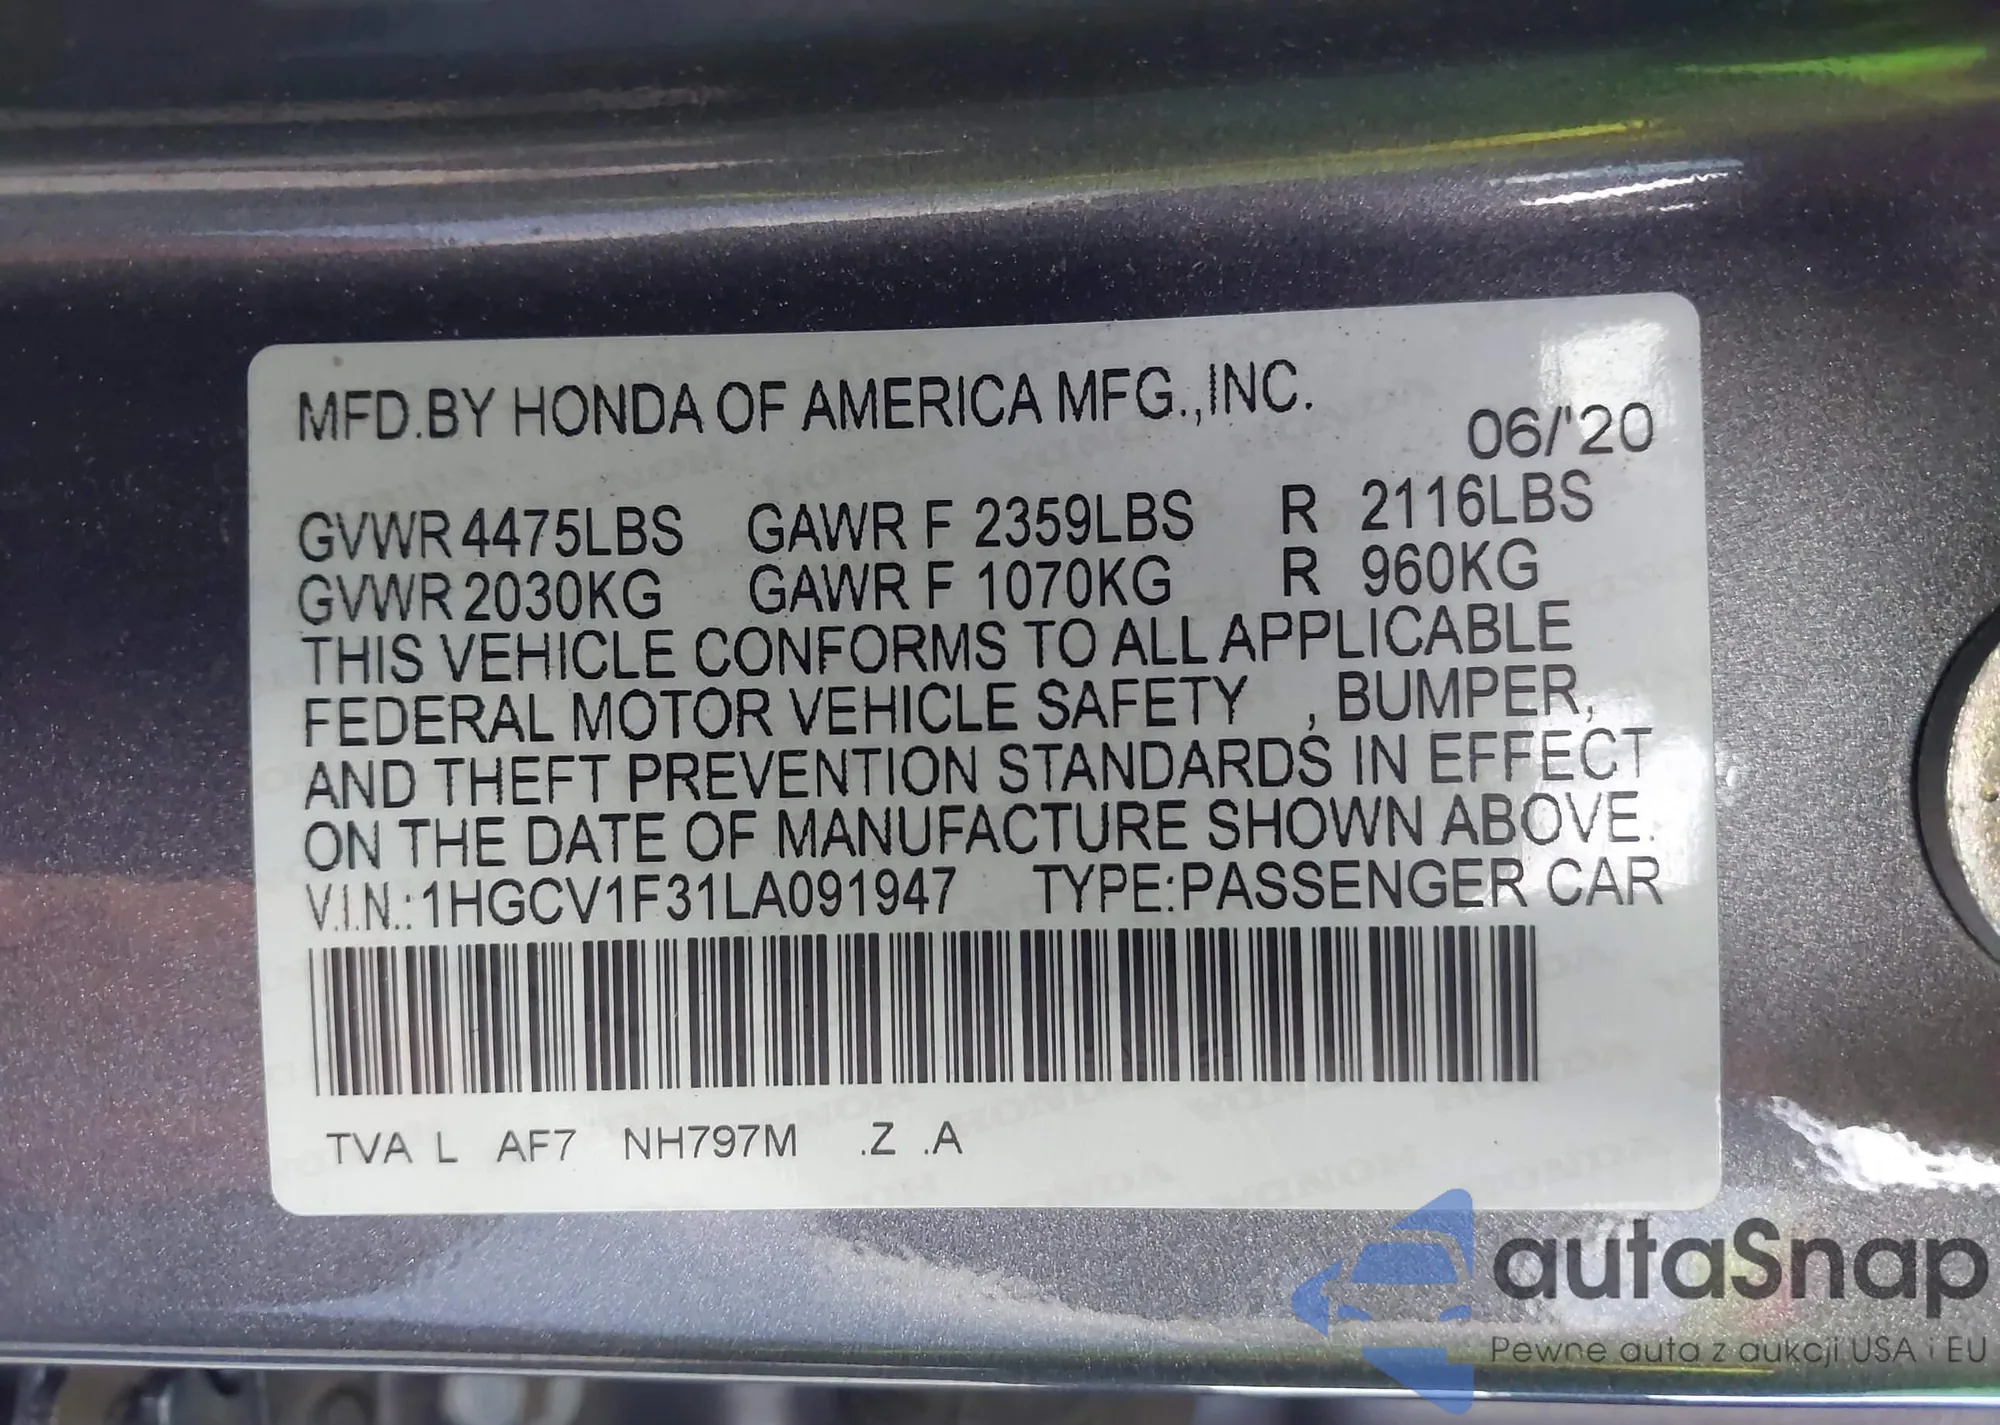 MFD.BY HONDA OF AMERICA MFG.,INC.
06/'20
GVWR 4475LBS GAWR F 2359LBS R 2116LBS
GVWR 2030KG GAWR F 1070KG R 960KG
THIS VEHICLE CONFORMS TO ALL APPLICABLE
FEDERAL MOTOR VEHICLE SAFETY , BUMPER,
AND THEFT PREVENTION STANDARDS IN EFFECT
ON THE DATE OF MANUFACTURE SHOWN ABOVE.
V.I.N.: 1HGCV1F31LA091947 TYPE:PASSENGER CAR
TVA L AF7 NH797M .Z .A
autaSnap
Pewne auta z aukcji USA i EU